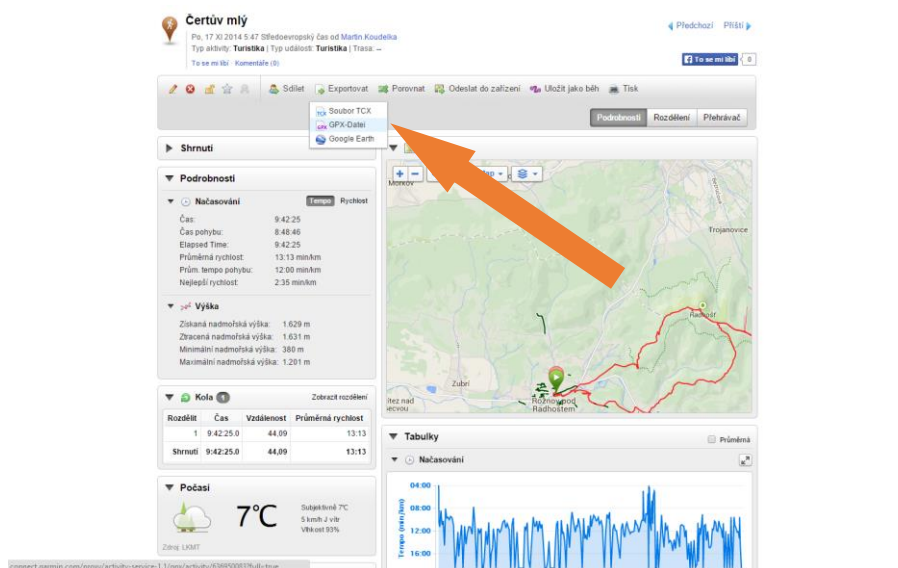 Čertův mlý
Po, 17 XI 2014 5:47 Středoevropský čas od Martin Koudelka
Typ aktivity: Turistika | Typ události: Turistika | Trasa: --
To se mi líbí · Komentáře (0)
Předchozí Příští
To se mi líbí 0
Sdílet Exportovat Porovnat Odeslat do zařízení Uložit jako běh Tisk
Soubor TCX
GPX-Datei
Google Earth
Podrobnosti Rozdělení Přehrávač
Shrnutí
Podrobnosti
Načasování Tempo Rychlost
Čas: 9:42:25
Čas pohybu: 8:48:46
Elapsed Time: 9:42:25
Průměrná rychlost: 13:13 min/km
Prům. tempo pohybu: 12:00 min/km
Nejlepší rychlost: 2:35 min/km
Výška
Získaná nadmořská výška: 1.629 m
Ztracená nadmořská výška: 1.631 m
Minimální nadmořská výška: 380 m
Maximální nadmořská výška: 1.201 m
Kola 1 Zobrazit rozdělení
Rozdělit Čas Vzdálenost Průměrná rychlost
1 9:42:25.0 44,09 13:13
Shrnutí 9:42:25.0 44,09 13:13
Počasí
7°C
Subjektivně 7°C
5 km/h J vítr
Vlhkost 93%
Zdroj: LKMT
Trojanovice
Radhošť
Zubří
Rožnov pod
Radhoštěm
Tabulky Průměrná
Načasování
Tempo (min/km)
04:00
08:00
12:00
16:00